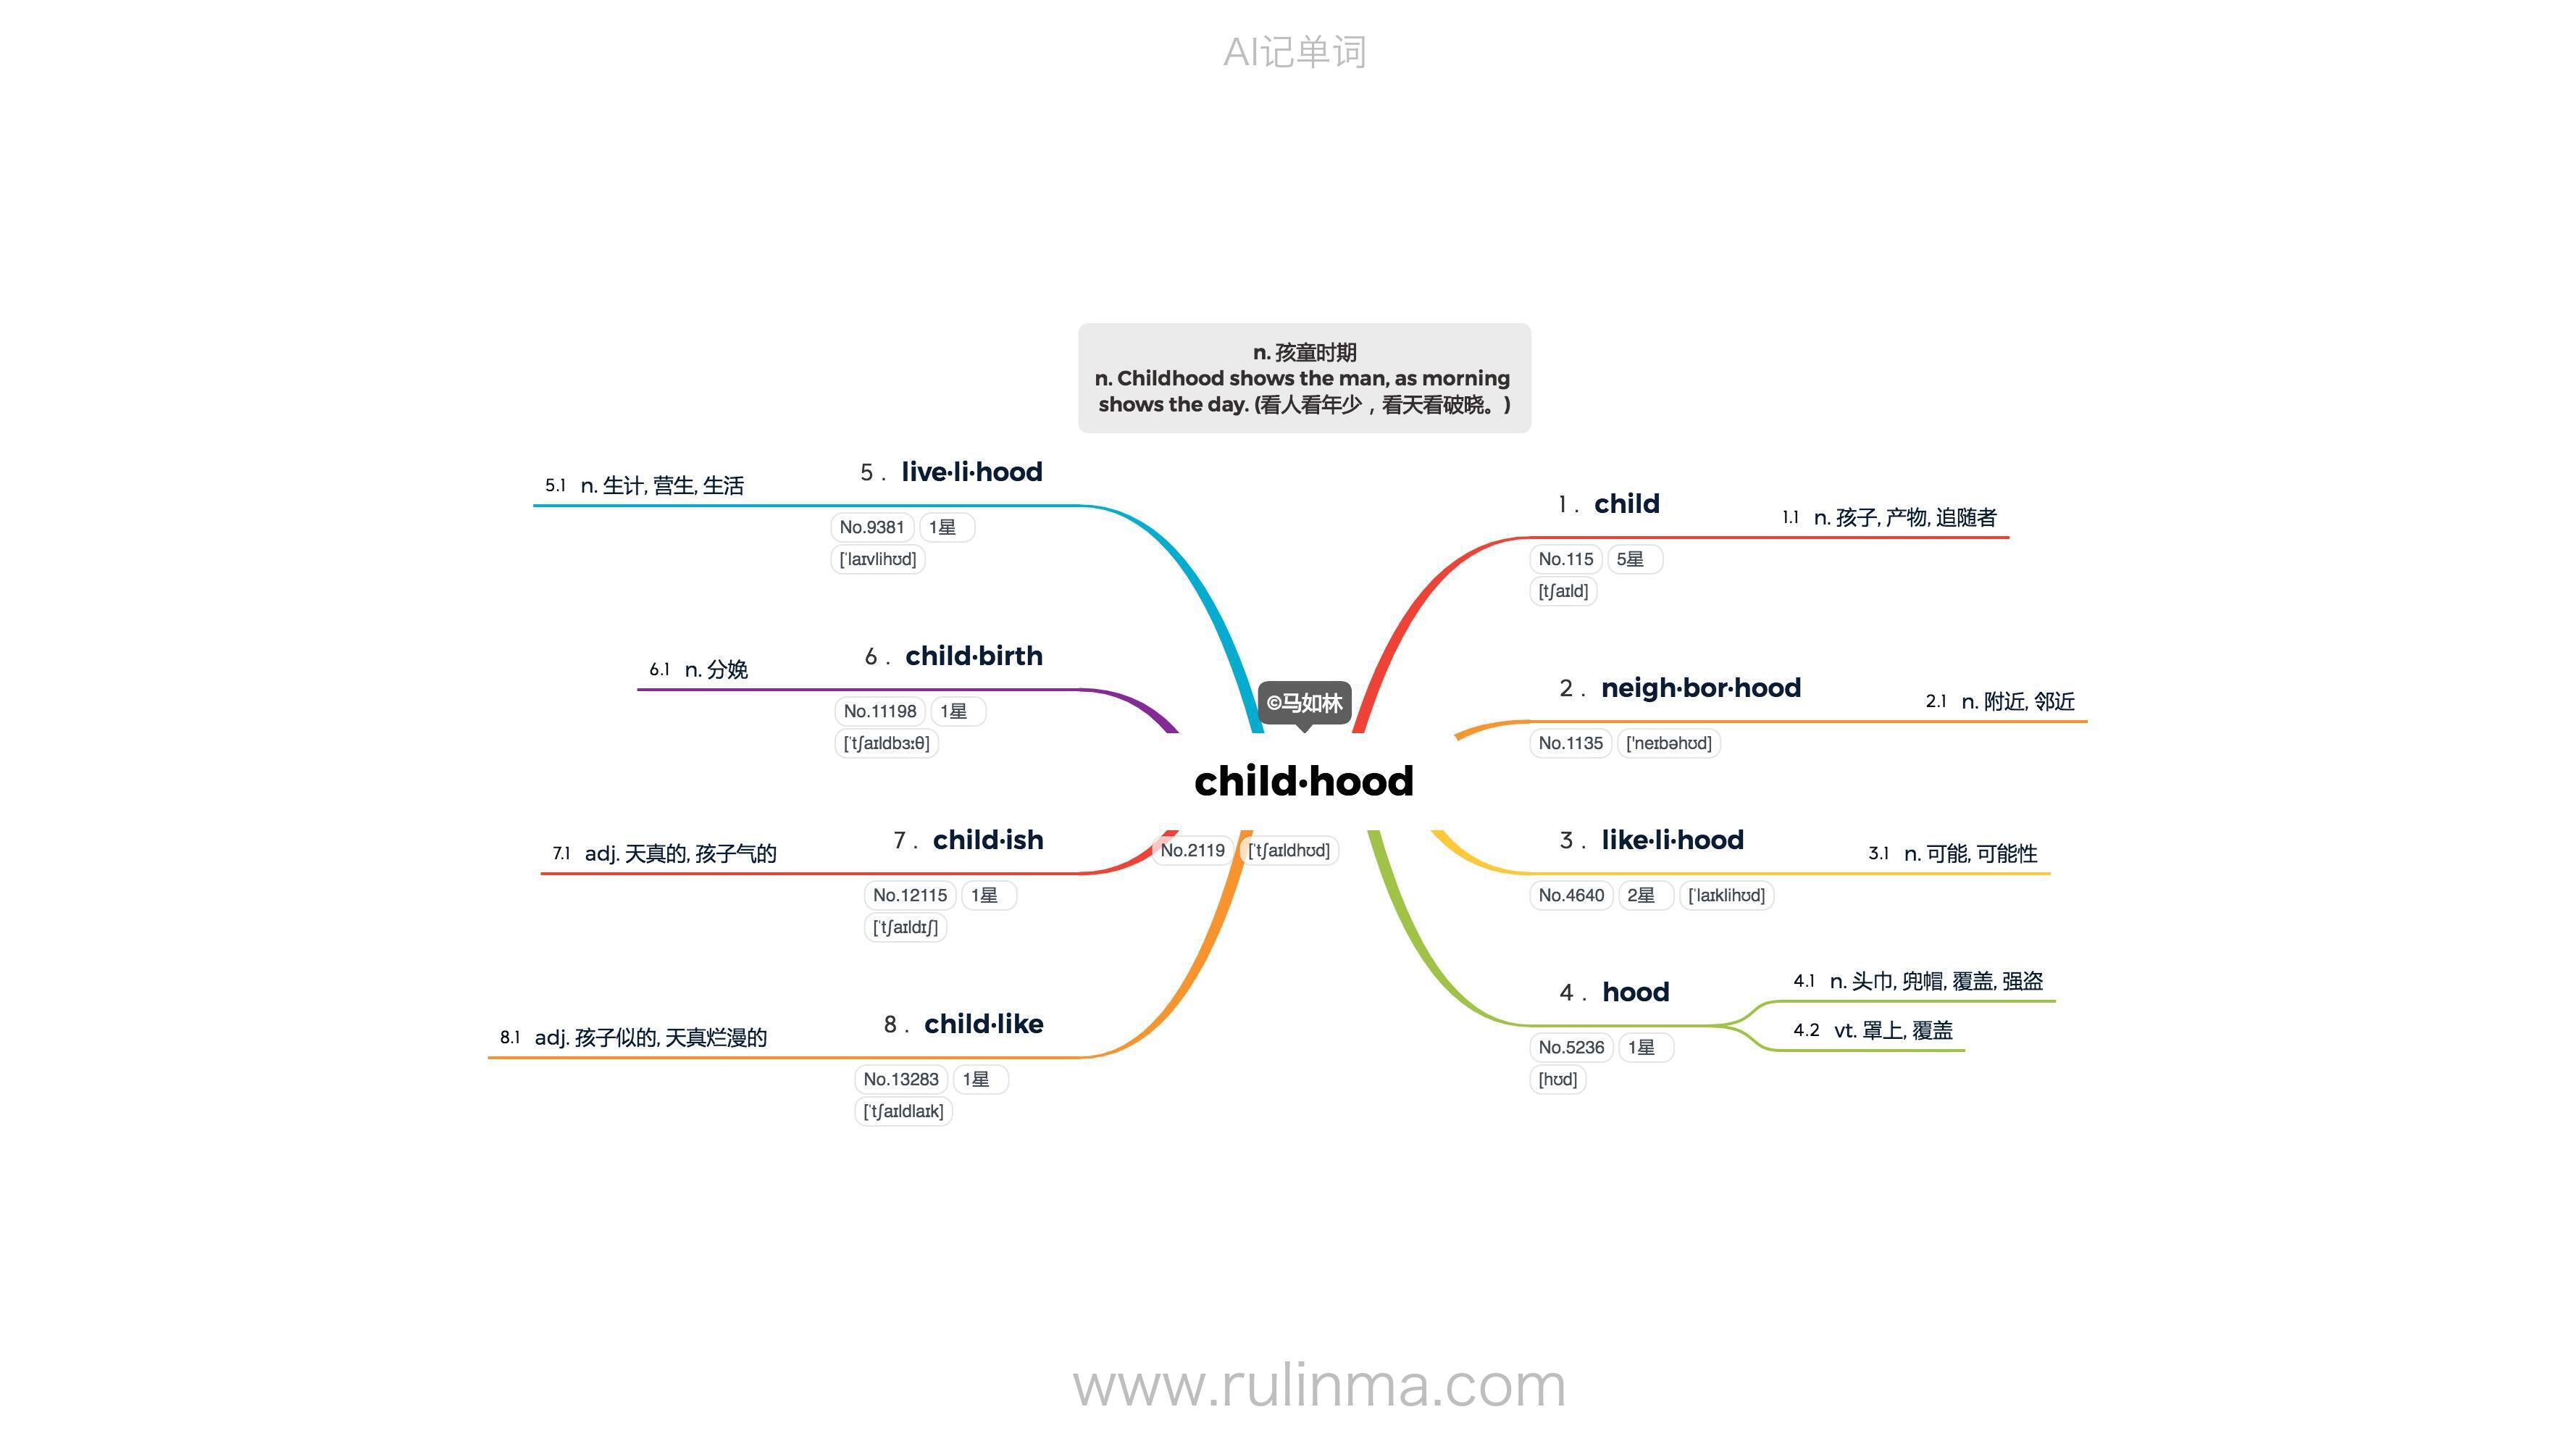 AI记单词
n. 孩童时期
n. Childhood shows the man, as morning
shows the day. (看人看年少，看天看破晓。)
©马如林
child·hood
No.2119 [ˈtʃaɪldhʊd]
1 . child
1.1 n. 孩子, 产物, 追随者
No.115 5星
[tʃaɪld]
2 . neigh·bor·hood
2.1 n. 附近, 邻近
No.1135 ['neɪbəhʊd]
3 . like·li·hood
3.1 n. 可能, 可能性
No.4640 2星 [ˈlaɪklihʊd]
4 . hood
4.1 n. 头巾, 兜帽, 覆盖, 强盗
4.2 vt. 罩上, 覆盖
No.5236 1星
[hʊd]
5 . live·li·hood
5.1 n. 生计, 营生, 生活
No.9381 1星
[ˈlaɪvlihʊd]
6 . child·birth
6.1 n. 分娩
No.11198 1星
[ˈtʃaɪldbɜːθ]
7 . child·ish
7.1 adj. 天真的, 孩子气的
No.12115 1星
[ˈtʃaɪldɪʃ]
8 . child·like
8.1 adj. 孩子似的, 天真烂漫的
No.13283 1星
[ˈtʃaɪldlaɪk]
www.rulinma.com